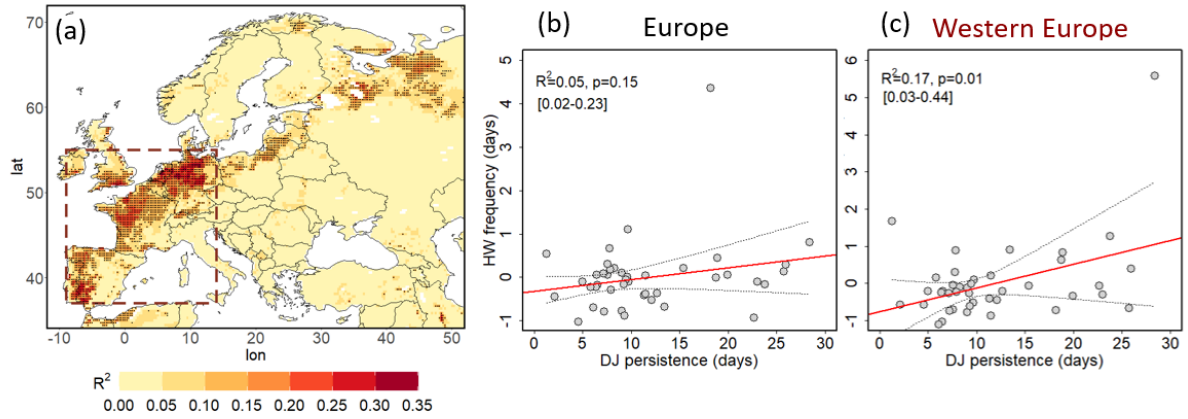 (a)
70
60
50
40
lat
-10 0 10 20 30 40 50
lon
R2
0.00 0.05 0.10 0.15 0.20 0.25 0.30 0.35
(b) Europe
R2=0.05, p=0.15
[0.02-0.23]
5
4
3
2
1
0
-1
HW frequency (days)
0 5 10 15 20 25 30
DJ persistence (days)
(c) Western Europe
R2=0.17, p=0.01
[0.03-0.44]
6
5
4
3
2
1
0
-1
0 5 10 15 20 25 30
DJ persistence (days)